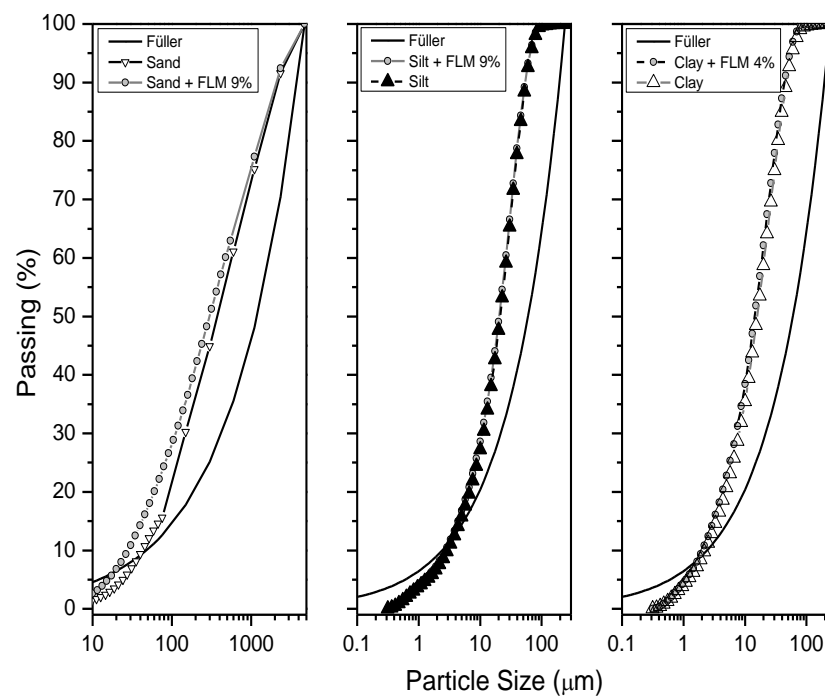 Füller
Sand
Sand + FLM 9%
Füller
Silt + FLM 9%
Silt
Füller
Clay + FLM 4%
Clay
Passing (%)
100
90
80
70
60
50
40
30
20
10
0
10 100 1000
0.1 1 10 100
0.1 1 10 100
Particle Size (μm)